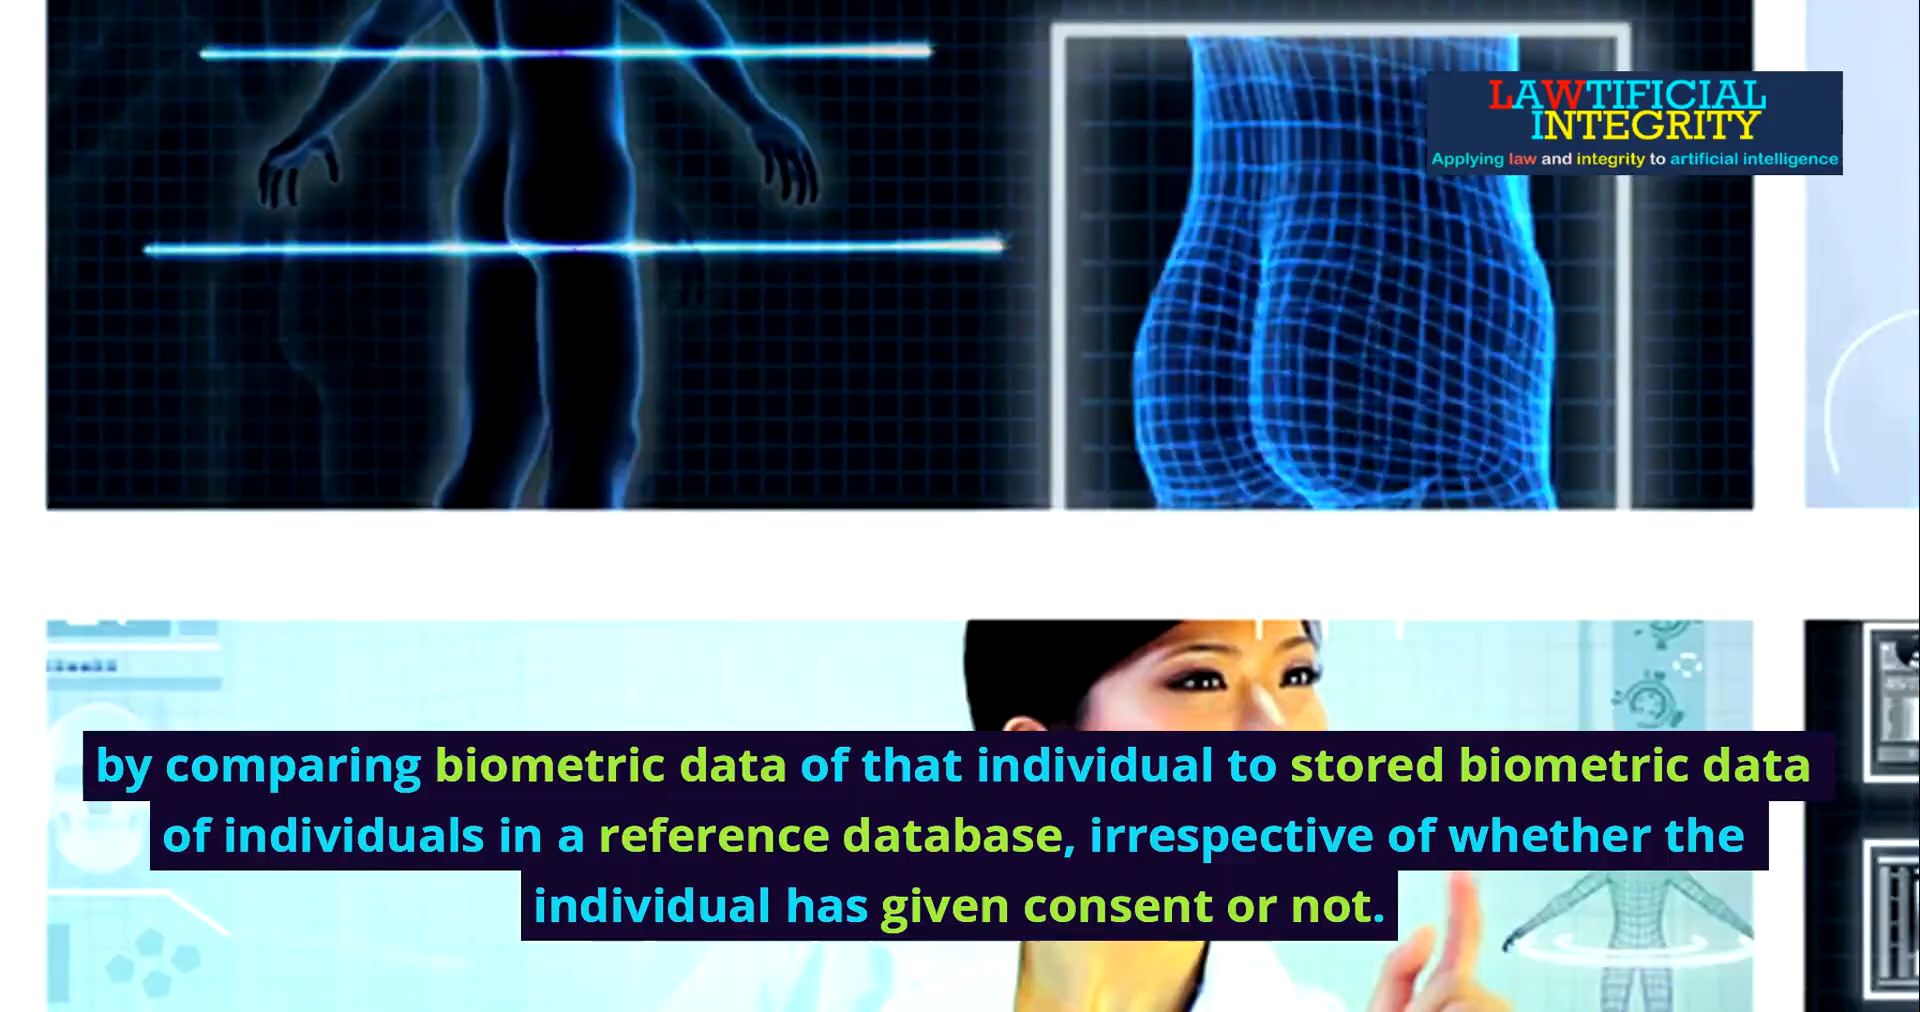 LAWTIFICIAL
INTEGRITY
Applying law and integrity to artificial intelligence
by comparing biometric data of that individual to stored biometric data
of individuals in a reference database, irrespective of whether the
individual has given consent or not.